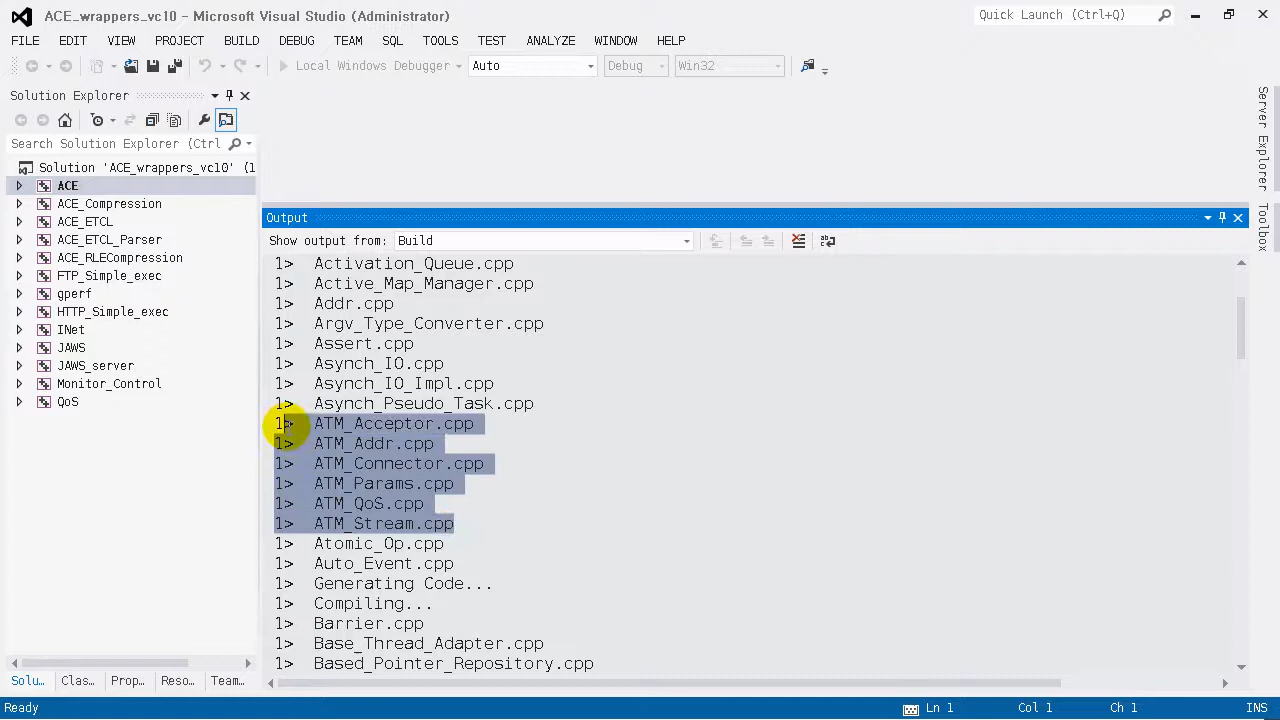 ACE_wrappers_vc10 - Microsoft Visual Studio (Administrator)
Quick Launch (Ctrl+Q)
FILE EDIT VIEW PROJECT BUILD DEBUG TEAM SQL TOOLS TEST ANALYZE WINDOW HELP
Local Windows Debugger Auto Debug Win32
Solution Explorer
Search Solution Explorer (Ctrl
Solution 'ACE_wrappers_vc10' (1
ACE
ACE_Compression
ACE_ETCL
ACE_ETCL_Parser
ACE_RLECompression
FTP_Simple_exec
gperf
HTTP_Simple_exec
INet
JAWS
JAWS_server
Monitor_Control
QoS
Solu... Clas... Prop... Reso... Team...
Output
Show output from: Build
1> Activation_Queue.cpp
1> Active_Map_Manager.cpp
1> Addr.cpp
1> Argv_Type_Converter.cpp
1> Assert.cpp
1> Asynch_IO.cpp
1> Asynch_IO_Impl.cpp
1> Asynch_Pseudo_Task.cpp
1> ATM_Acceptor.cpp
1> ATM_Addr.cpp
1> ATM_Connector.cpp
1> ATM_Params.cpp
1> ATM_QoS.cpp
1> ATM_Stream.cpp
1> Atomic_Op.cpp
1> Auto_Event.cpp
1> Generating Code...
1> Compiling...
1> Barrier.cpp
1> Base_Thread_Adapter.cpp
1> Based_Pointer_Repository.cpp
Server Explorer
Toolbox
Ready Ln 1 Col 1 Ch 1 INS